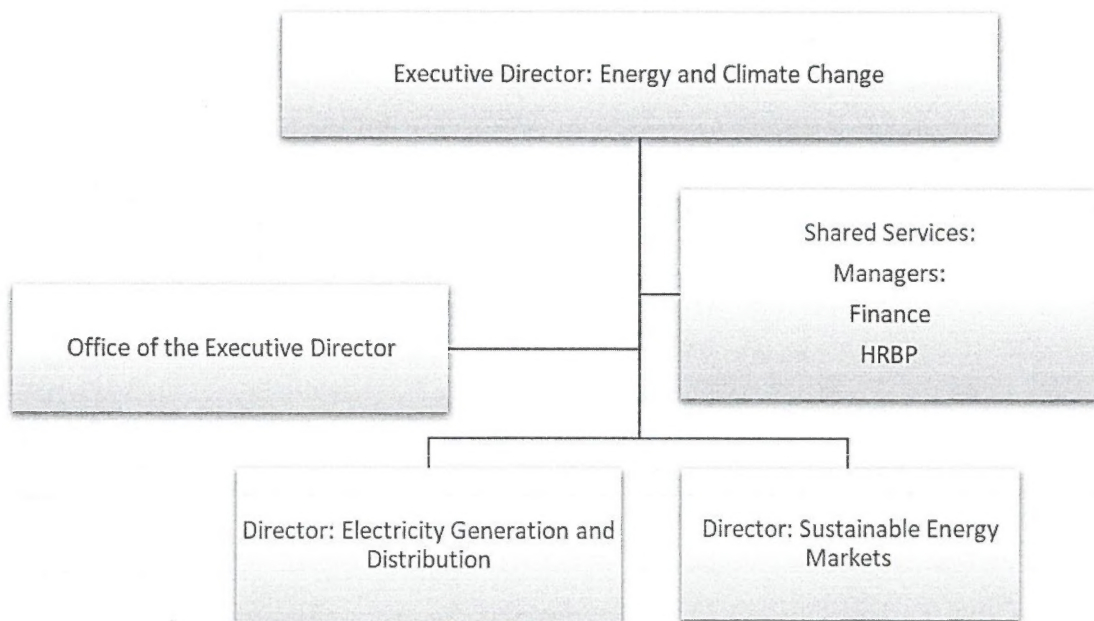 Executive Director: Energy and Climate Change
Shared Services:
Managers:
Finance
HRBP
Office of the Executive Director
Director: Electricity Generation and
Distribution
Director: Sustainable Energy
Markets